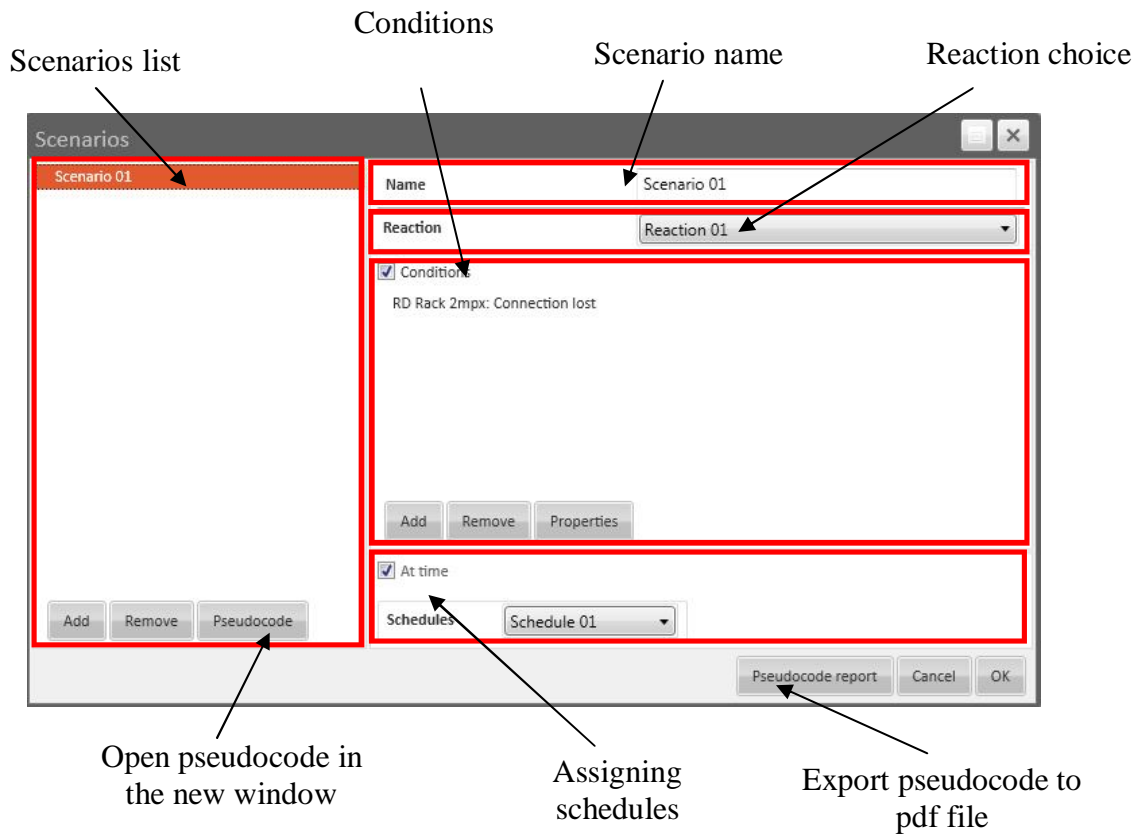 Conditions
Scenarios list
Scenario name
Reaction choice
Scenarios
Scenario 01
Name
Scenario 01
Reaction
Reaction 01
Conditions
RD Rack 2mpx: Connection lost
Add Remove Properties
At time
Schedules
Schedule 01
Add Remove Pseudocode
Pseudocode report Cancel OK
Open pseudocode in
the new window
Assigning
schedules
Export pseudocode to
pdf file